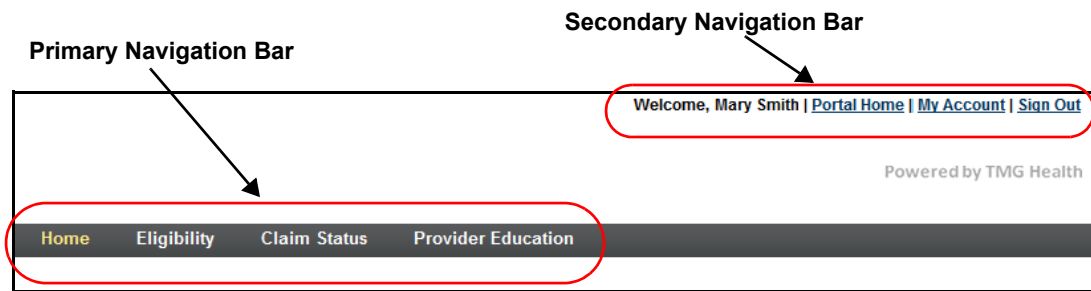 Secondary Navigation Bar
Primary Navigation Bar
Welcome, Mary Smith | Portal Home | My Account | Sign Out
Powered by TMG Health
Home Eligibility Claim Status Provider Education